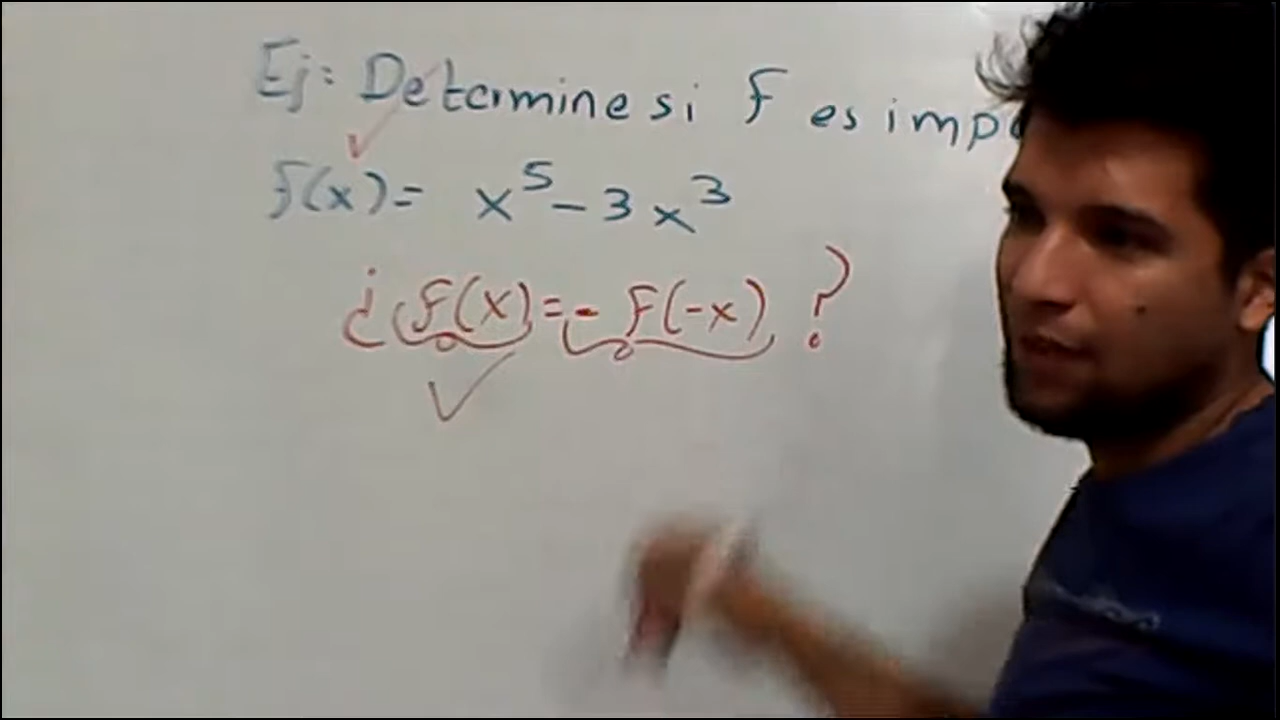 Ej: Determine si f es imp
f(x)= x⁵-3x³
¿ f(x)=- f(-x) ?